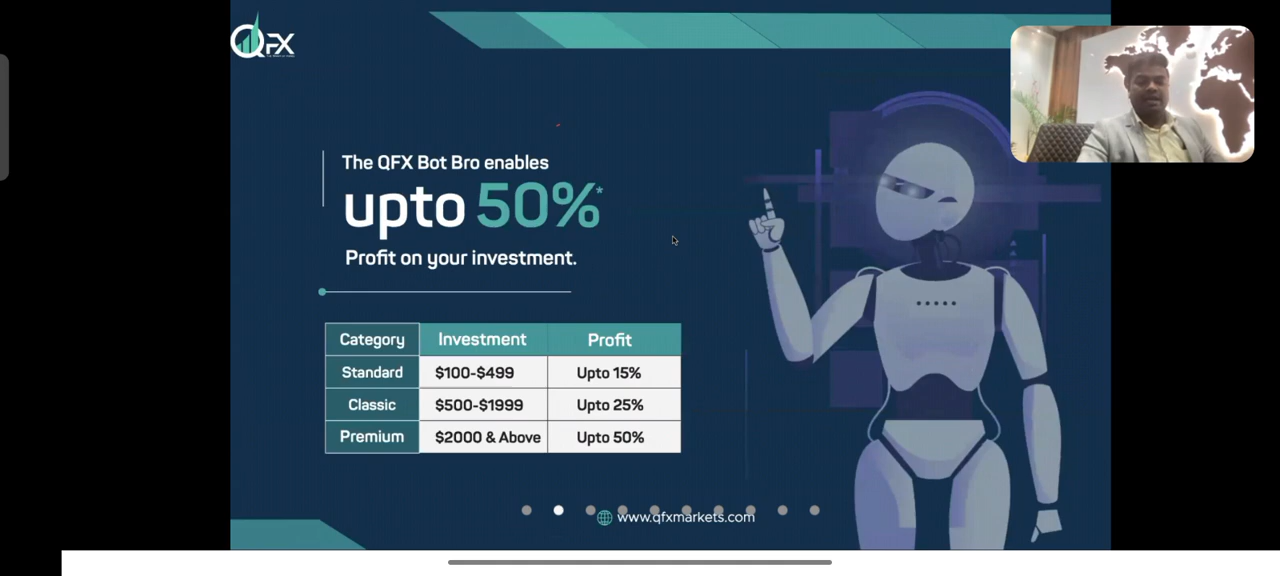 QFX
The QFX Bot Bro enables
upto 50%*
Profit on your investment.
Category Investment Profit
Standard $100-$499 Upto 15%
Classic $500-$1999 Upto 25%
Premium $2000 & Above Upto 50%
www.qfxmarkets.com